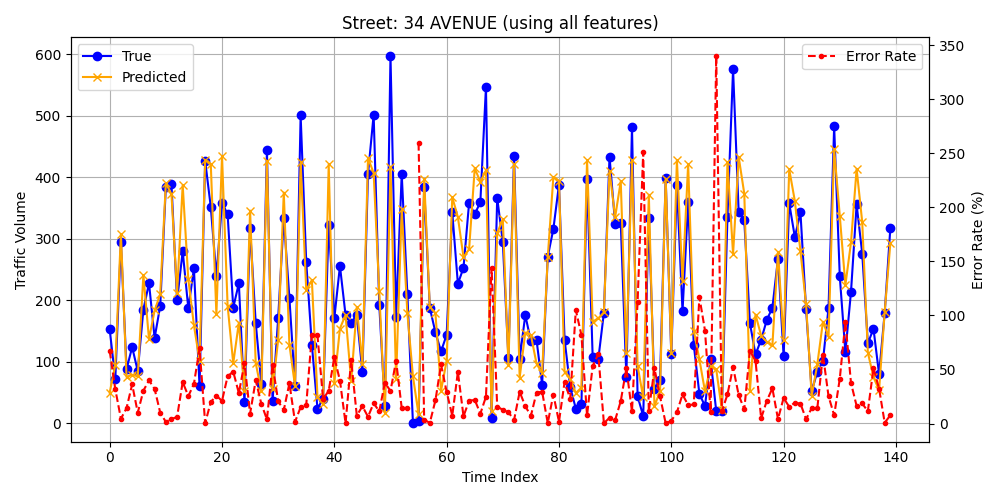 Street: 34 AVENUE (using all features)
True
Predicted
Error Rate
600
500
400
300
200
100
0
Traffic Volume
350
300
250
200
150
100
50
0
Error Rate (%)
0 20 40 60 80 100 120 140
Time Index